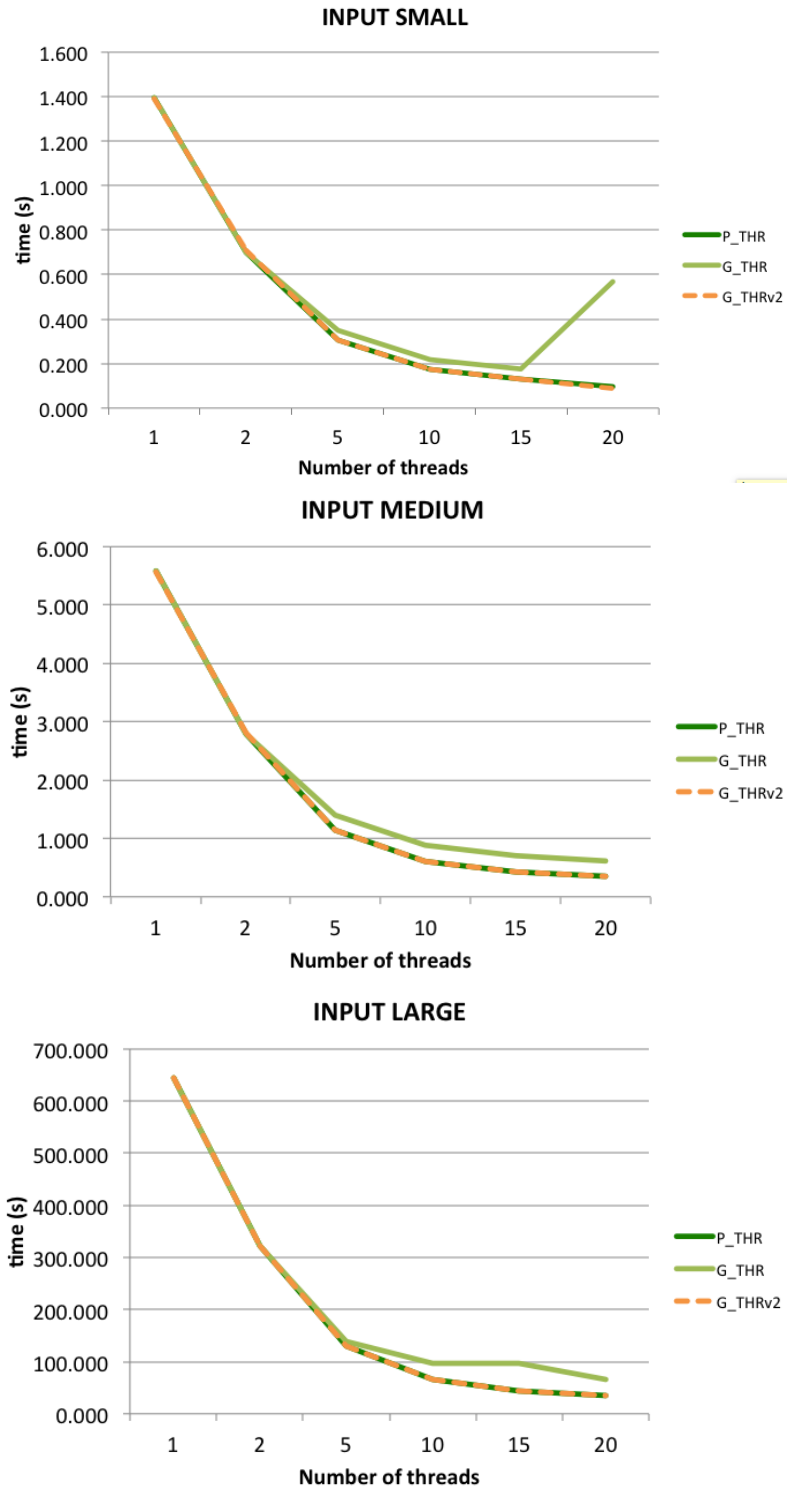 INPUT SMALL
1.600
1.400
1.200
1.000
0.800
0.600
0.400
0.200
0.000
time (s)
1 2 5 10 15 20
Number of threads
P_THR
G_THR
G_THRv2
INPUT MEDIUM
6.000
5.000
4.000
3.000
2.000
1.000
0.000
time (s)
1 2 5 10 15 20
Number of threads
P_THR
G_THR
G_THRv2
INPUT LARGE
700.000
600.000
500.000
400.000
300.000
200.000
100.000
0.000
time (s)
1 2 5 10 15 20
Number of threads
P_THR
G_THR
G_THRv2